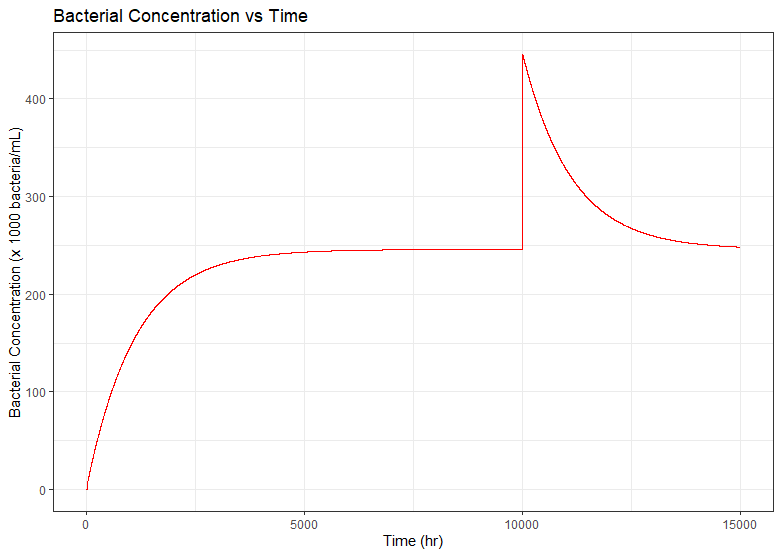 Bacterial Concentration vs Time
Bacterial Concentration (x 1000 bacteria/mL)
400
300
200
100
0
0 5000 10000 15000
Time (hr)